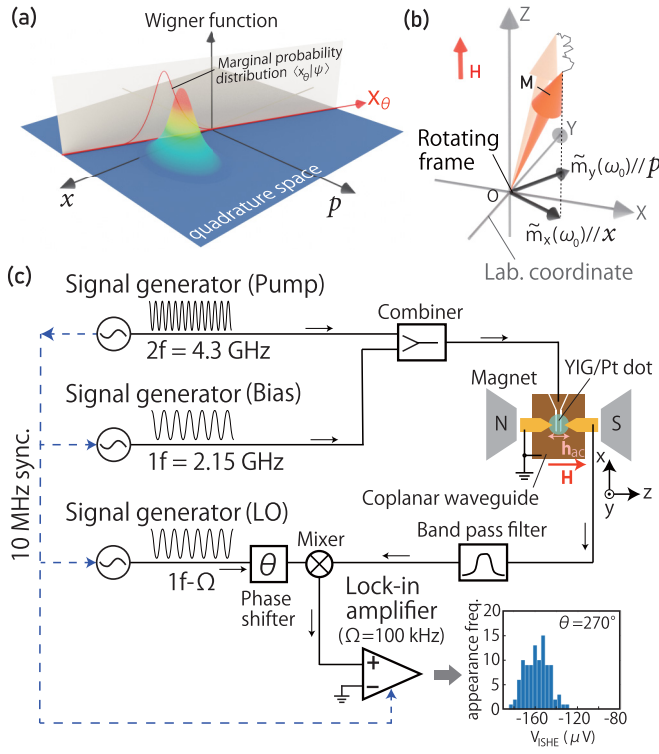 (a)
Wigner function
Marginal probability
distribution ⟨x_θ|ψ⟩
x_θ
x
p
quadrature space
(b)
Z
H
M
Y
Rotating
frame
O
m̃_y(ω₀)//p
m̃_x(ω₀)//x
X
Lab. coordinate
(c)
Signal generator (Pump)
2f = 4.3 GHz
Combiner
Signal generator (Bias)
1f = 2.15 GHz
Magnet
YIG/Pt dot
N
S
h_ac
H
Coplanar waveguide
x
y
z
10 MHz sync.
Signal generator (LO)
1f-Ω
θ
Phase
shifter
Mixer
Band pass filter
Lock-in
amplifier
(Ω=100 kHz)
+
−
appearance freq.
20
15
10
5
0
θ=270°
-160
-120
-80
V_ISHE (μV)